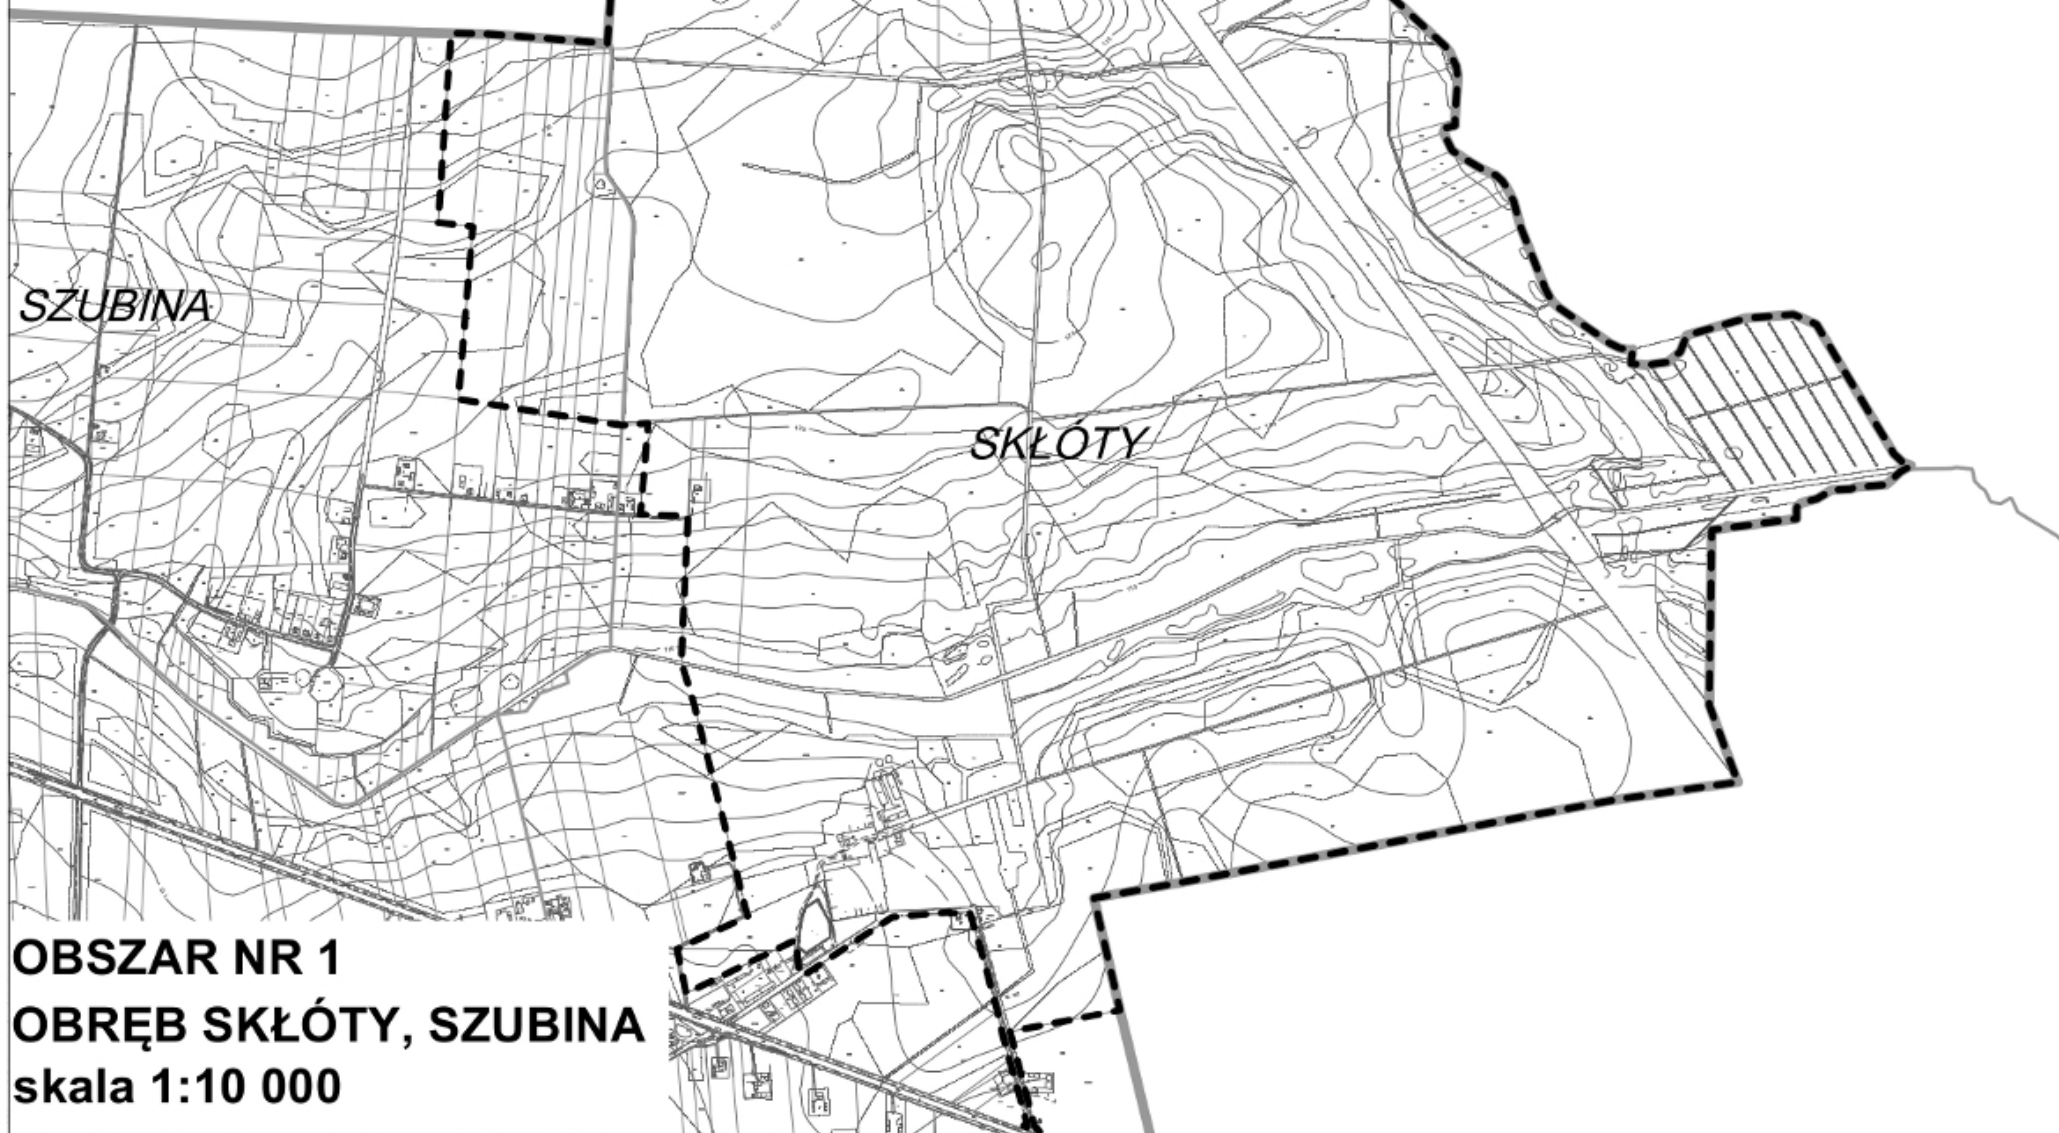 SZUBINA
SKŁÓTY
OBSZAR NR 1
OBRĘB SKŁÓTY, SZUBINA
skala 1:10 000